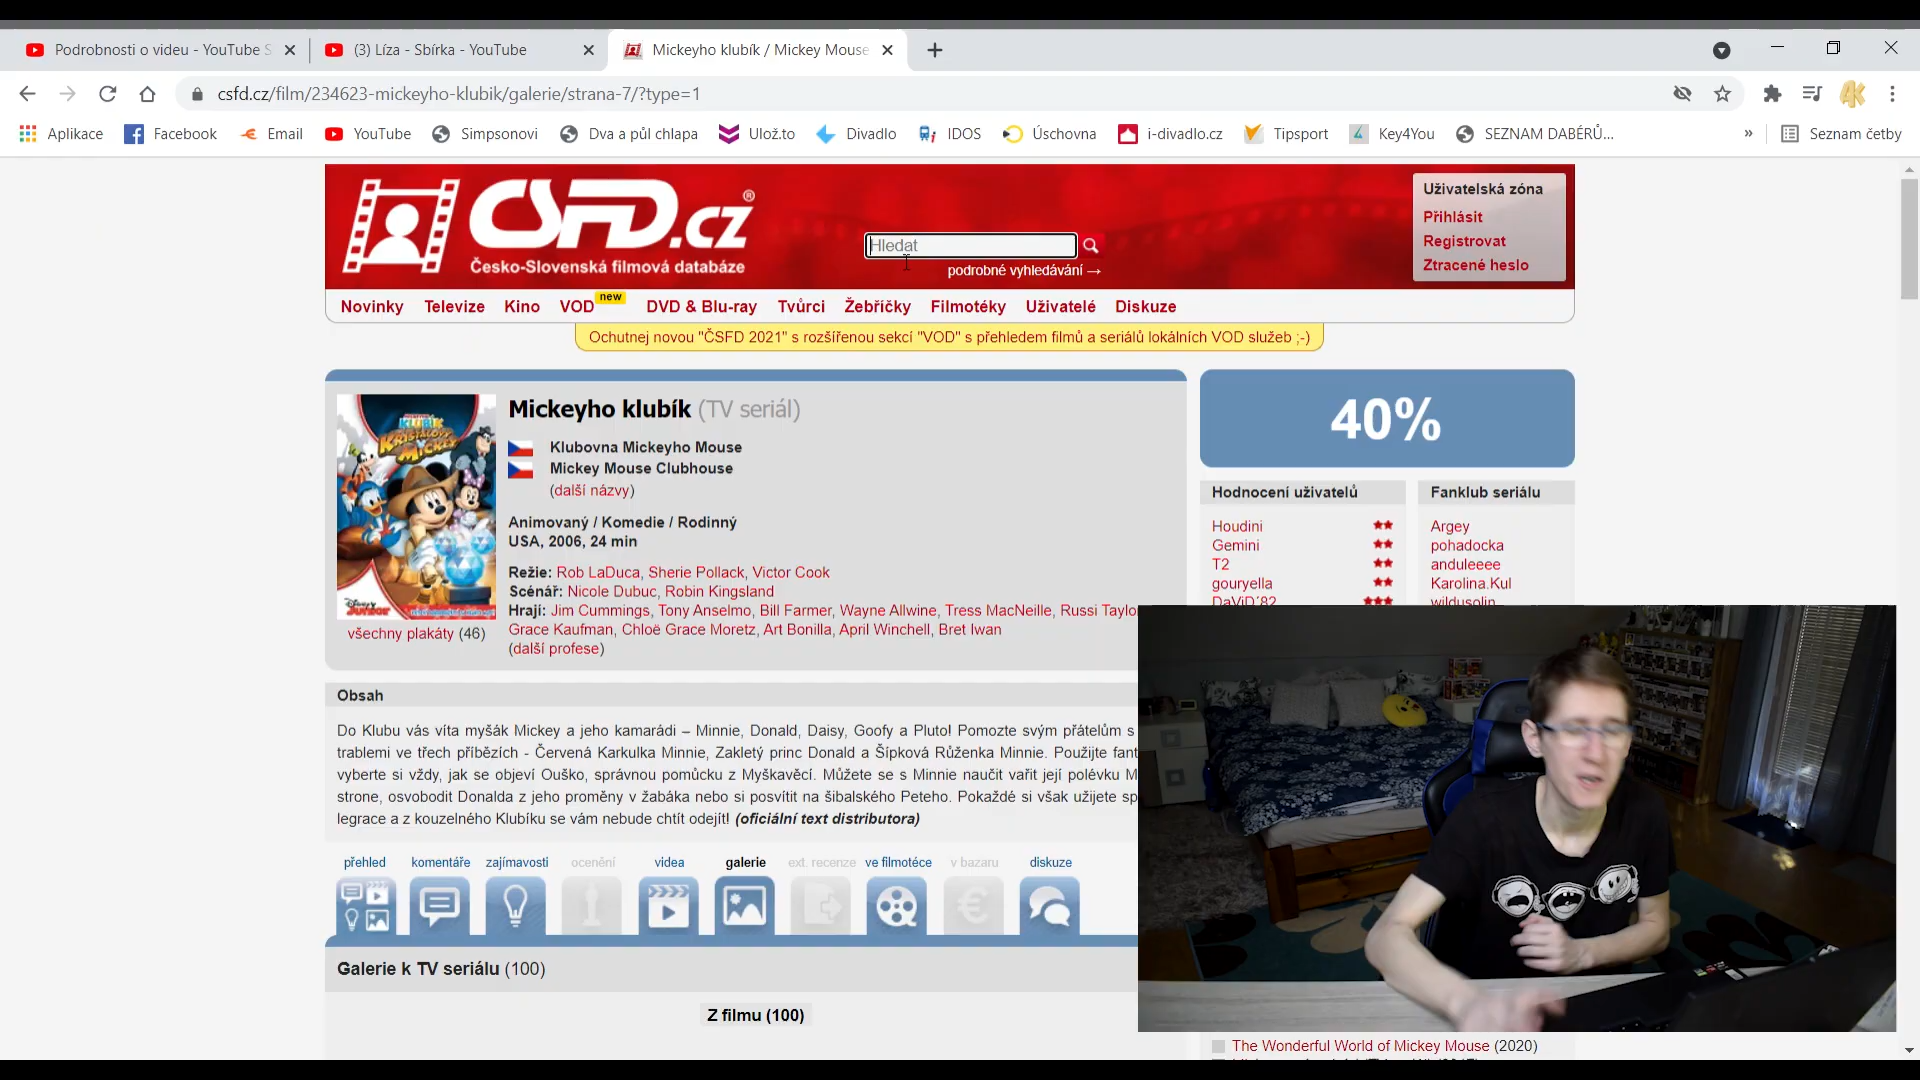 Podrobnosti o videu - YouTube S
(3) Líza - Sbírka - YouTube
Mickeyho klubík / Mickey Mouse
csfd.cz/film/234623-mickeyho-klubik/galerie/strana-7/?type=1
4K
Aplikace
Facebook
Email
YouTube
Simpsonovi
Dva a půl chlapa
Ulož.to
Divadlo
IDOS
Úschovna
i-divadlo.cz
Tipsport
Key4You
SEZNAM DABÉRŮ...
»
Seznam četby
ČSFD.cz®
Česko-Slovenská filmová databáze
Hledat
podrobné vyhledávání →
Uživatelská zóna
Přihlásit
Registrovat
Ztracené heslo
Novinky
Televize
Kino
VOD new
DVD & Blu-ray
Tvůrci
Žebříčky
Filmotéky
Uživatelé
Diskuze
Ochutnej novou "ČSFD 2021" s rozšířenou sekcí "VOD" s přehledem filmů a seriálů lokálních VOD služeb ;-)
Mickeyho klubík (TV seriál)
Klubovna Mickeyho Mouse
Mickey Mouse Clubhouse
(další názvy)
Animovaný / Komedie / Rodinný
USA, 2006, 24 min
Režie: Rob LaDuca, Sherie Pollack, Victor Cook
Scénář: Nicole Dubuc, Robin Kingsland
Hrají: Jim Cummings, Tony Anselmo, Bill Farmer, Wayne Allwine, Tress MacNeille, Russi Taylo
Grace Kaufman, Chloë Grace Moretz, Art Bonilla, April Winchell, Bret Iwan
(další profese)
KLUBÍK
všechny plakáty (46)
40%
Hodnocení uživatelů
Houdini
Gemini
T2
gouryella
DaViD´82
Fanklub seriálu
Argey
pohadocka
anduleeee
Karolina.Kul
wildusolin
Obsah
Do Klubu vás víta myšák Mickey a jeho kamarádi – Minnie, Donald, Daisy, Goofy a Pluto! Pomozte svým přátelům s
trablemi ve třech příbězích - Červená Karkulka Minnie, Zakletý princ Donald a Šípková Růženka Minnie. Použijte fant
vyberte si vždy, jak se objeví Ouško, správnou pomůcku z Myškavěcí. Můžete se s Minnie naučit vařit její polévku M
strone, osvobodit Donalda z jeho proměny v žabáka nebo si posvítit na šibalského Peteho. Pokaždé si však užijete sp
legrace a z kouzelného Klubíku se vám nebude chtít odejít! (oficiální text distributora)
přehled
komentáře
zajímavosti
ocenění
videa
galerie
ext. recenze
ve filmotéce
v bazaru
diskuze
Galerie k TV seriálu (100)
Z filmu (100)
The Wonderful World of Mickey Mouse (2020)